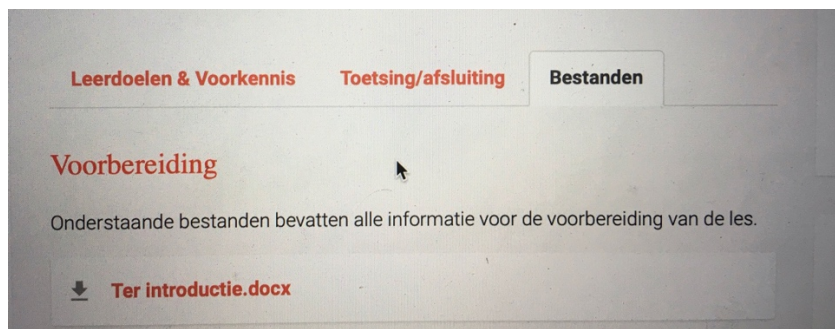 Leerdoelen & Voorkennis Toetsing/afsluiting Bestanden
Voorbereiding
Onderstaande bestanden bevatten alle informatie voor de voorbereiding van de les.
Ter introductie.docx